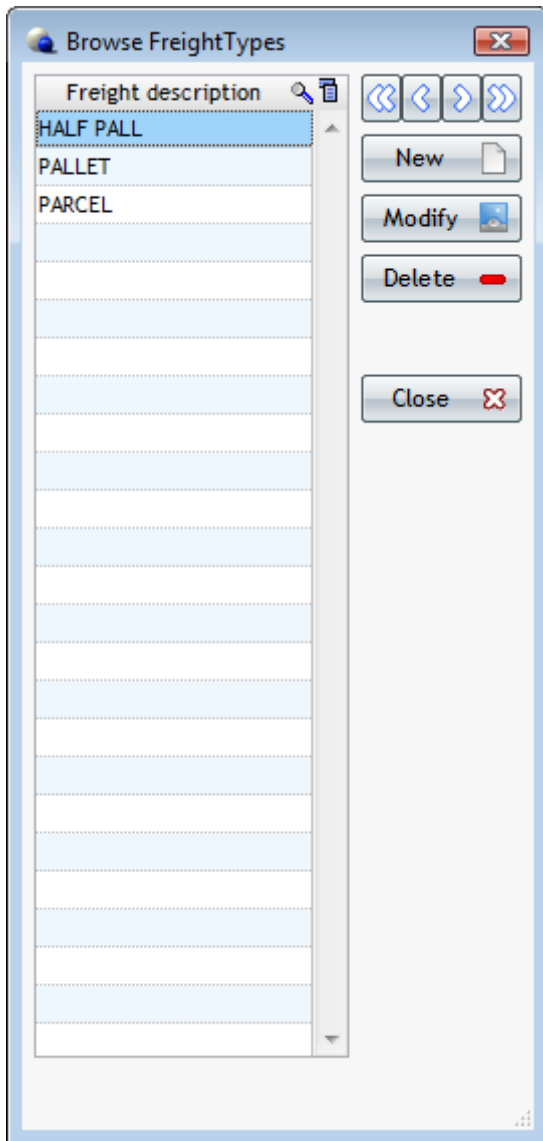 Browse FreightTypes
Freight description
HALF PALL
PALLET
PARCEL
New
Modify
Delete
Close